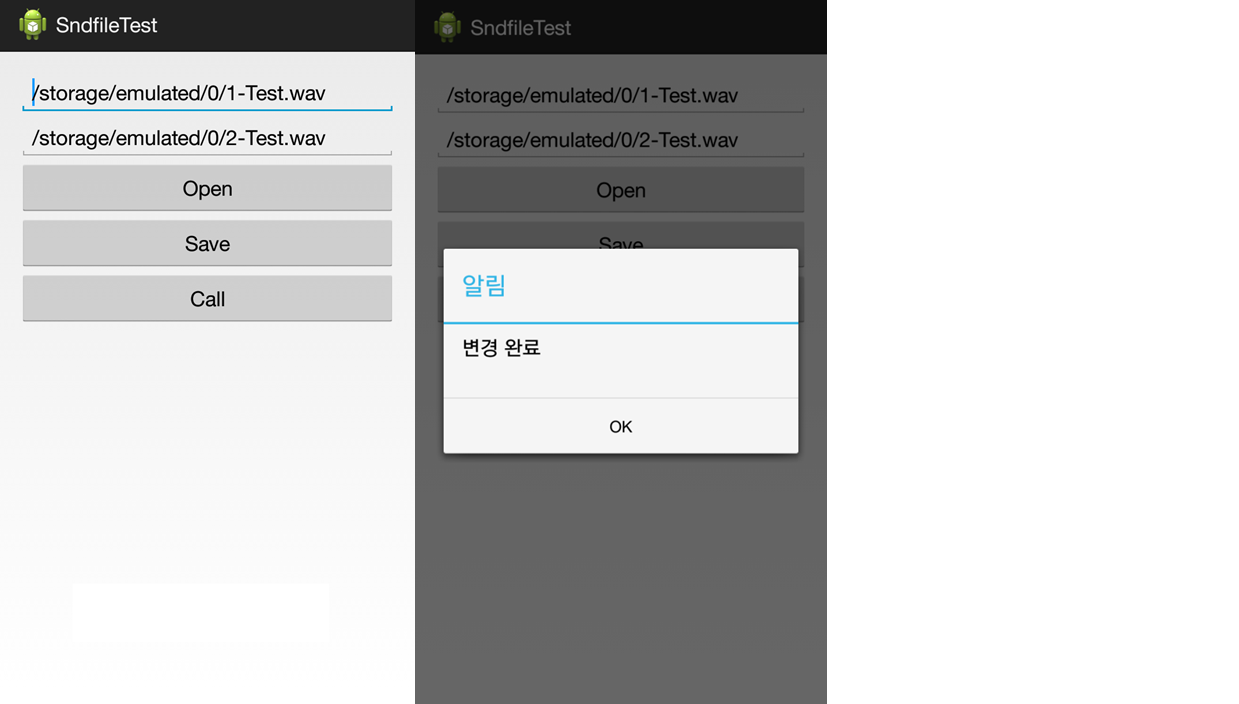 SndfileTest
/storage/emulated/0/1-Test.wav
/storage/emulated/0/2-Test.wav
Open
Save
Call
SndfileTest
/storage/emulated/0/1-Test.wav
/storage/emulated/0/2-Test.wav
Open
Save
알림
변경 완료
OK